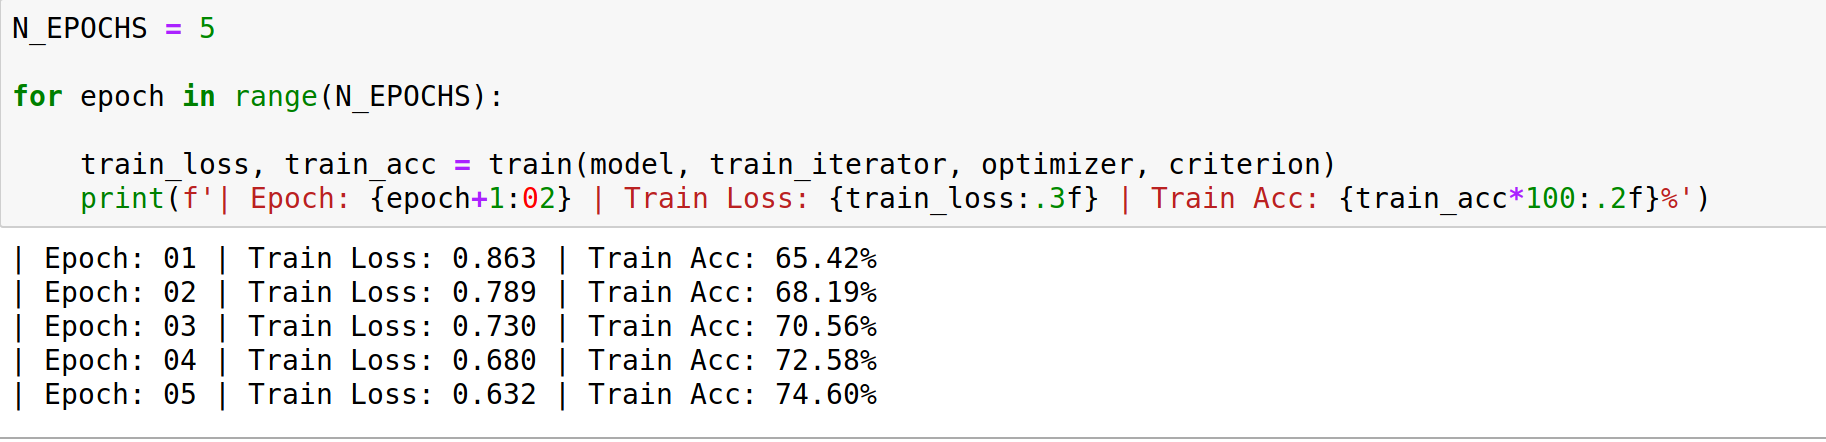 N_EPOCHS = 5
for epoch in range(N_EPOCHS):
train_loss, train_acc = train(model, train_iterator, optimizer, criterion)
print(f'| Epoch: {epoch+1:02} | Train Loss: {train_loss:.3f} | Train Acc: {train_acc*100:.2f}%')
| Epoch: 01 | Train Loss: 0.863 | Train Acc: 65.42%
| Epoch: 02 | Train Loss: 0.789 | Train Acc: 68.19%
| Epoch: 03 | Train Loss: 0.730 | Train Acc: 70.56%
| Epoch: 04 | Train Loss: 0.680 | Train Acc: 72.58%
| Epoch: 05 | Train Loss: 0.632 | Train Acc: 74.60%